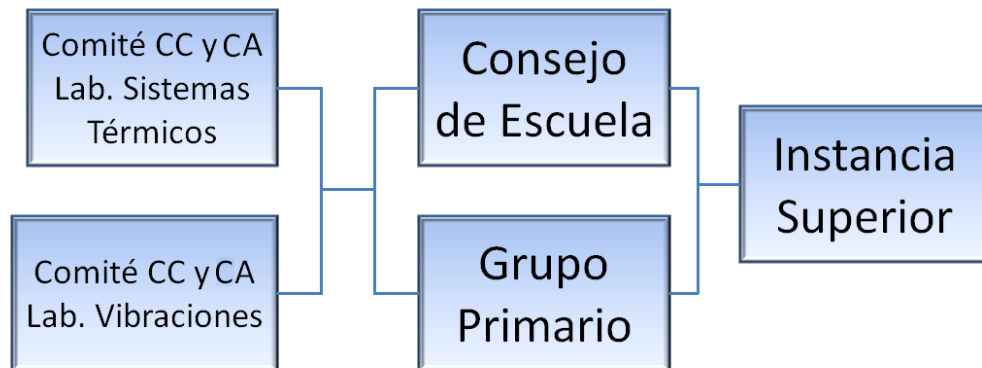 Comité CC y CA
Lab. Sistemas
Térmicos
Comité CC y CA
Lab. Vibraciones
Consejo
de Escuela
Grupo
Primario
Instancia
Superior